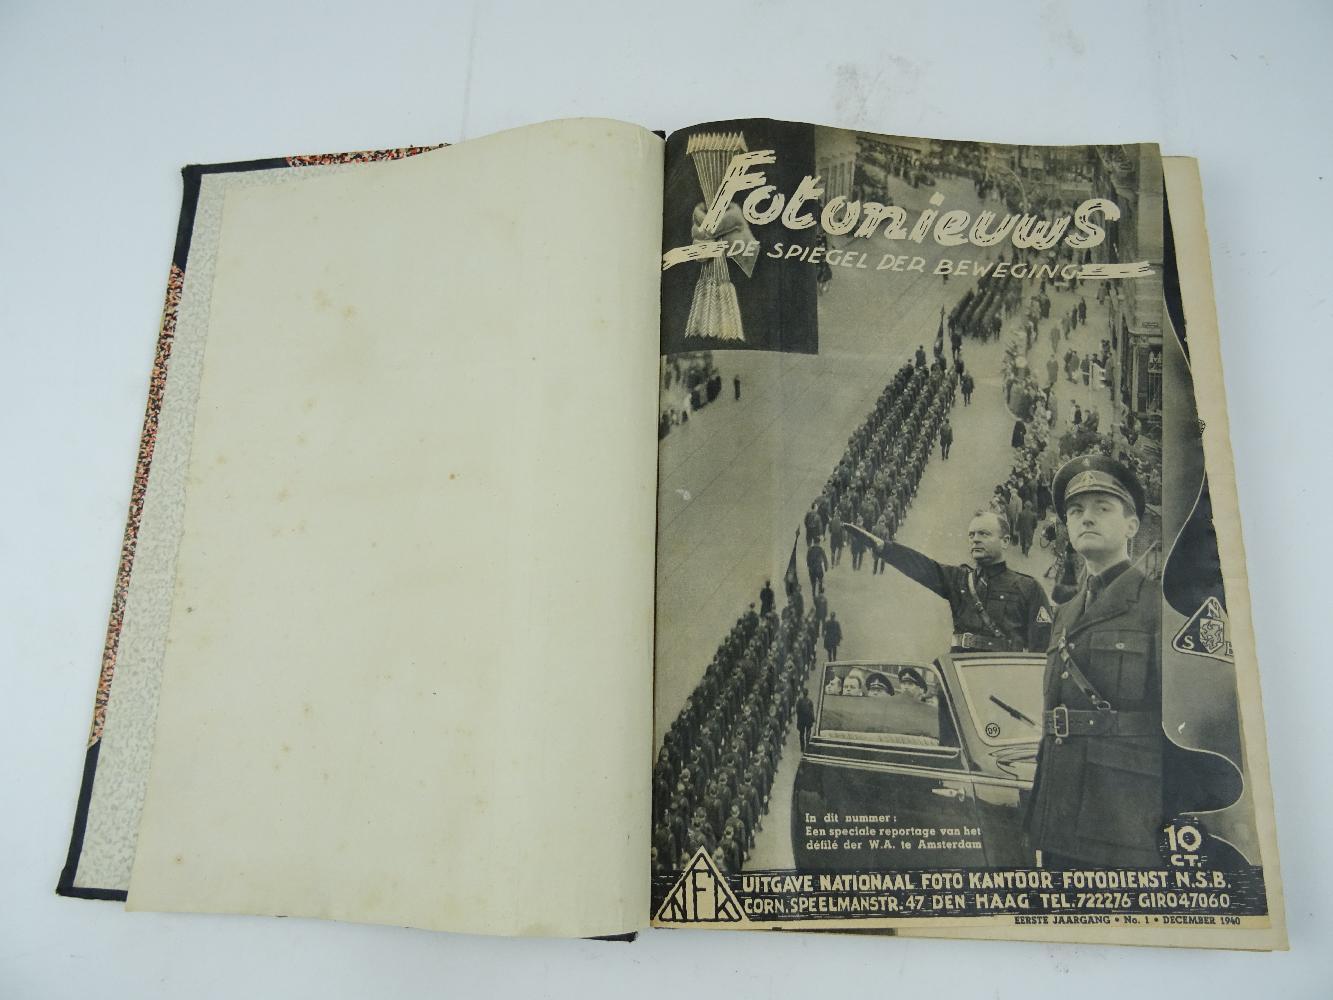 Fotonieuws
DE SPIEGEL DER BEWEGING
N
S B
D9
In dit nummer:
Een speciale reportage van het
défilé der W.A. te Amsterdam
10
CT.
NFK
UITGAVE NATIONAAL FOTO KANTOOR FOTODIENST N.S.B.
CORN. SPEELMANSTR. 47 DEN HAAG TEL. 722276 GIRO 47060
EERSTE JAARGANG • No. 1 • DECEMBER 1940